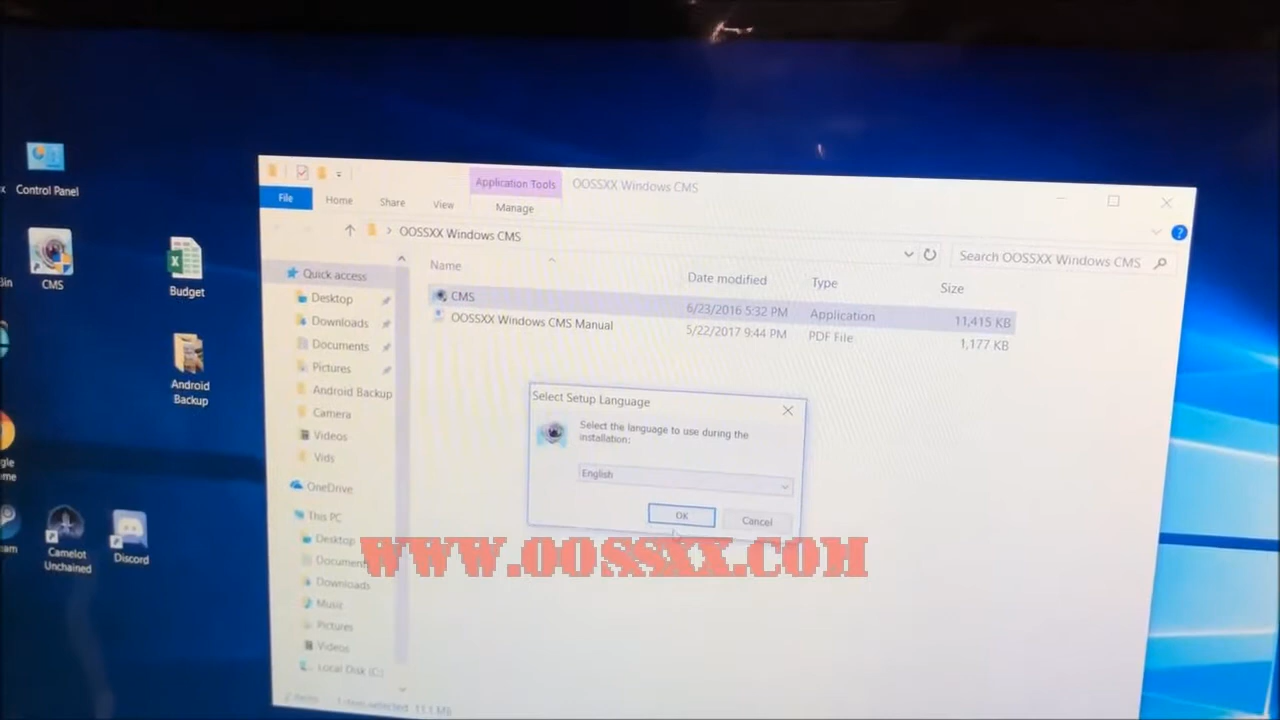 Control Panel
CMS
Budget
Android
Backup
Camelot
Unchained
Discord
Application Tools
OOSSXX Windows CMS
File
Home
Share
View
Manage
OOSSXX Windows CMS
Search OOSSXX Windows CMS
Name
Date modified
Type
Size
CMS
6/23/2016 5:32 PM
Application
11,415 KB
OOSSXX Windows CMS Manual
5/22/2017 9:44 PM
PDF File
1,177 KB
Quick access
Desktop
Downloads
Documents
Pictures
Android Backup
Camera
Videos
Vids
OneDrive
This PC
Desktop
Document
Downloads
Music
Pictures
Videos
Local Disk (C:
Select Setup Language
Select the language to use during the
installation:
English
OK
Cancel
WWW.OOSSXX.COM